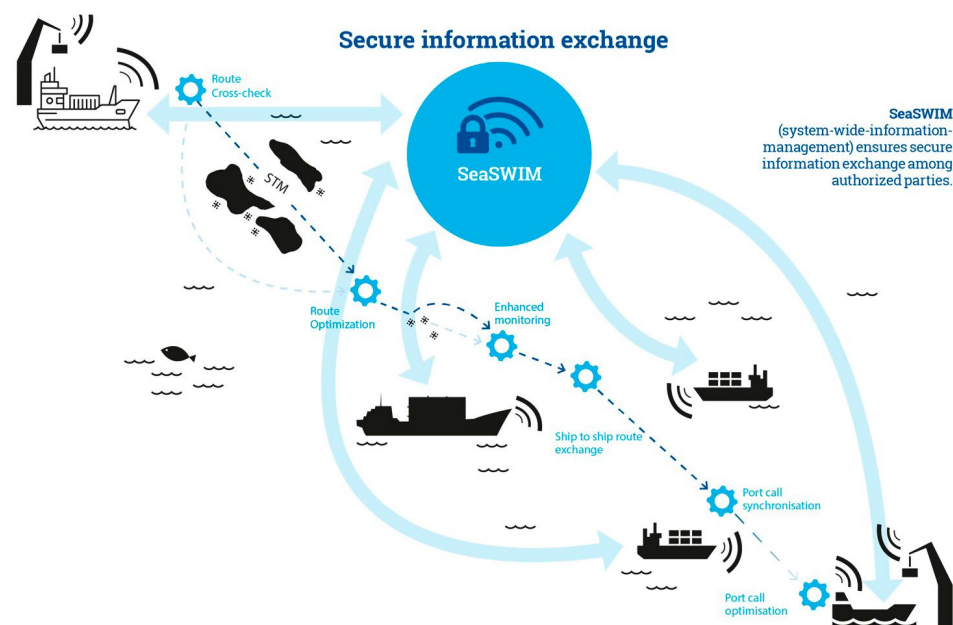 Secure information exchange
Route
Cross-check
SeaSWIM
SeaSWIM
(system-wide-information-
management) ensures secure
information exchange among
authorized parties.
STM
Route
Optimization
Enhanced
monitoring
Ship to ship route
exchange
Port call
synchronisation
Port call
optimisation